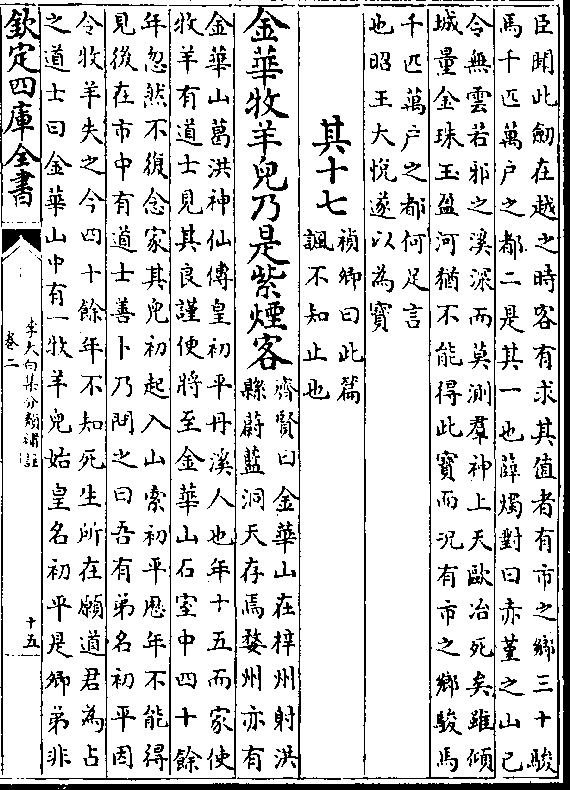 臣聞此劒在越之時客有求其值者有市之鄉三十駿
馬千匹萬户之都二是其一也薛燭對曰赤堇之山已
令無雲若邪之溪深而莫測羣神上天歐冶死矣雖傾
城量金珠玉盈河猶不能得此寶而况有市之鄉駿馬
千匹萬户之都何足言
也昭王大悅遂以為寶
其十七
禎卿曰此篇
諷不知止也
金華牧羊兒乃是紫煙客
齊賢曰金華山在梓州射洪
縣蔚藍洞天存焉婺州亦有
金華山葛洪神仙傳皇初平丹溪人也年十五而家使
牧羊有道士見其良謹使將至金華山石室中四十餘
年忽然不復念家其兄初起入山索初平歴年不能得
見後在市中有道士善卜乃問之曰吾有弟名初平因
令牧羊失之今四十餘年不知死生所在願道君為占
之道士曰金華山中有一牧羊兒姓皇名初平是卿弟非
欽定四庫全書
李太白集分類補註
卷二
十五